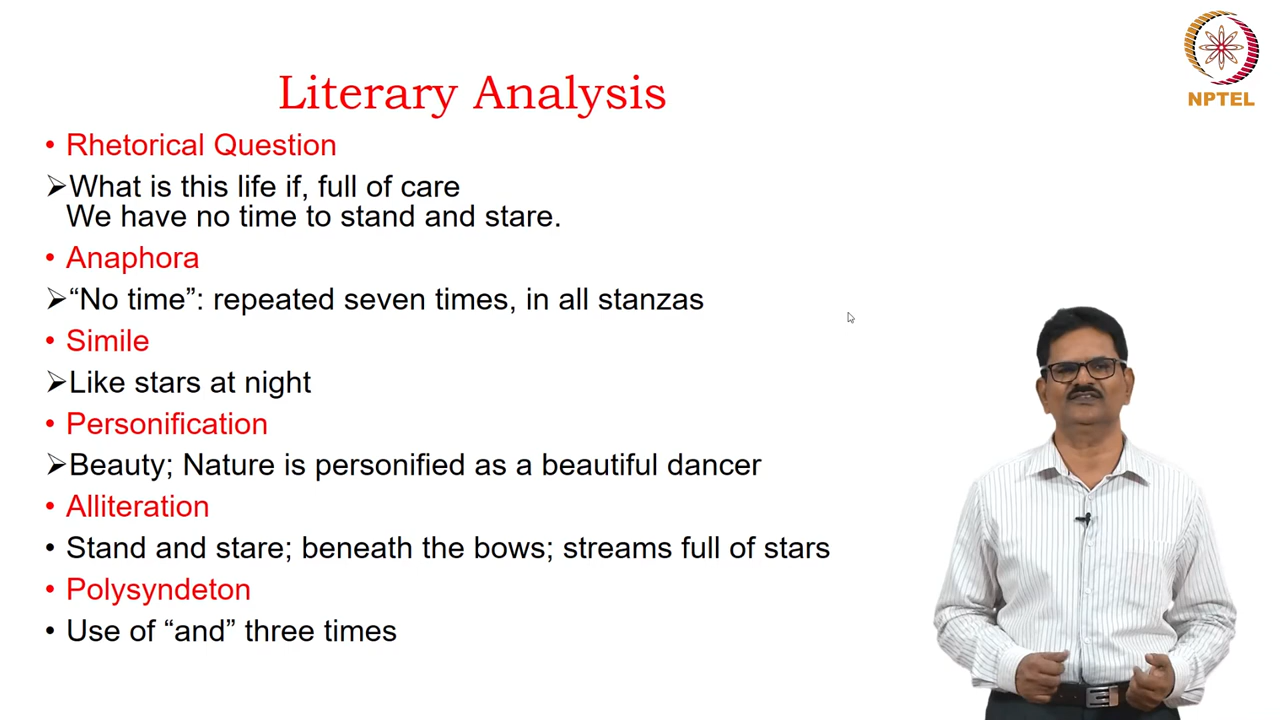 NPTEL
Literary Analysis
• Rhetorical Question
➢What is this life if, full of care
We have no time to stand and stare.
• Anaphora
➢“No time”: repeated seven times, in all stanzas
• Simile
➢Like stars at night
• Personification
➢Beauty; Nature is personified as a beautiful dancer
• Alliteration
• Stand and stare; beneath the bows; streams full of stars
• Polysyndeton
• Use of “and” three times